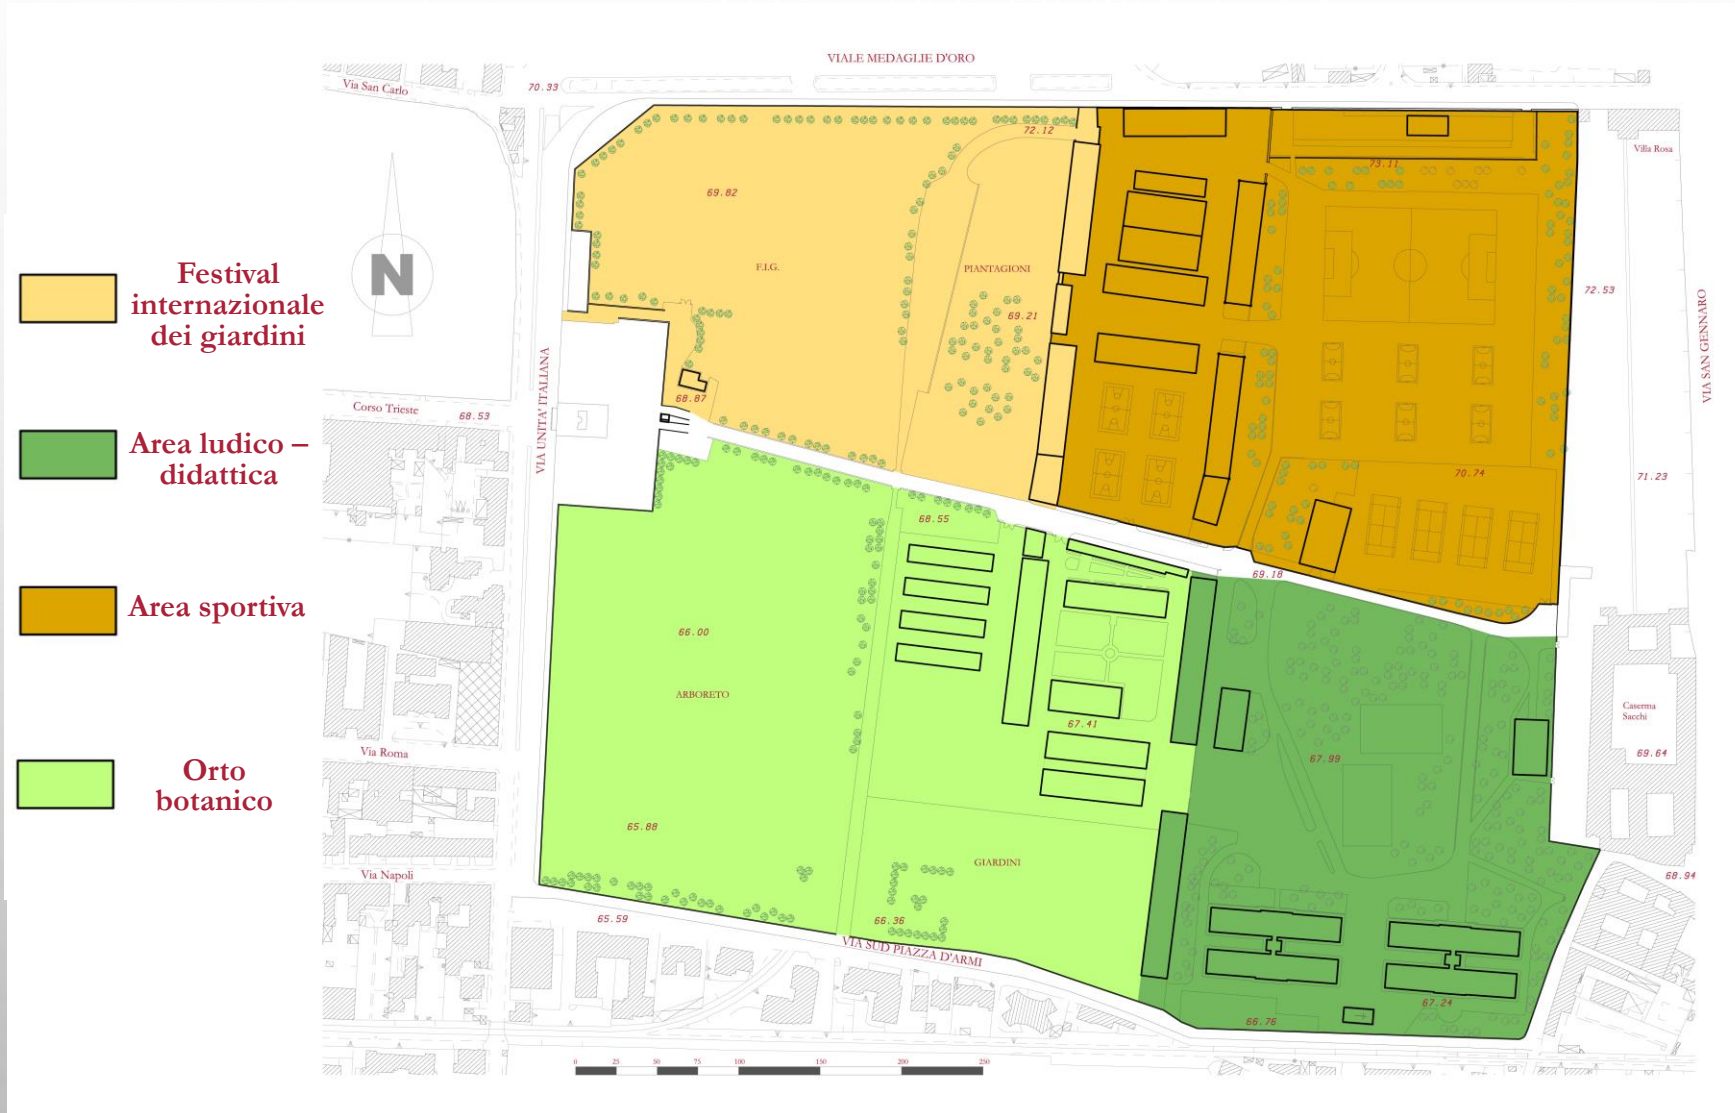 VIALE MEDAGLIE D'ORO
Via San Carlo
70.33
72.12
73.11
Villa Rosa
69.82
Festival
internazionale
dei giardini
N
F.I.G.
PIANTAGIONI
72.53
69.21
VIA SAN GENNARO
VIA UNITA' ITALIANA
68.87
Corso Trieste
68.53
Area ludico –
didattica
70.74
71.23
68.55
69.18
Area sportiva
66.00
ARBORETO
67.41
Caserma
Sacchi
69.64
67.99
Via Roma
Orto
botanico
65.88
GIARDINI
Via Napoli
68.94
65.59
66.36
VIA SUD PIAZZA D'ARMI
67.24
66.76
0 25 50 75 100 150 200 250